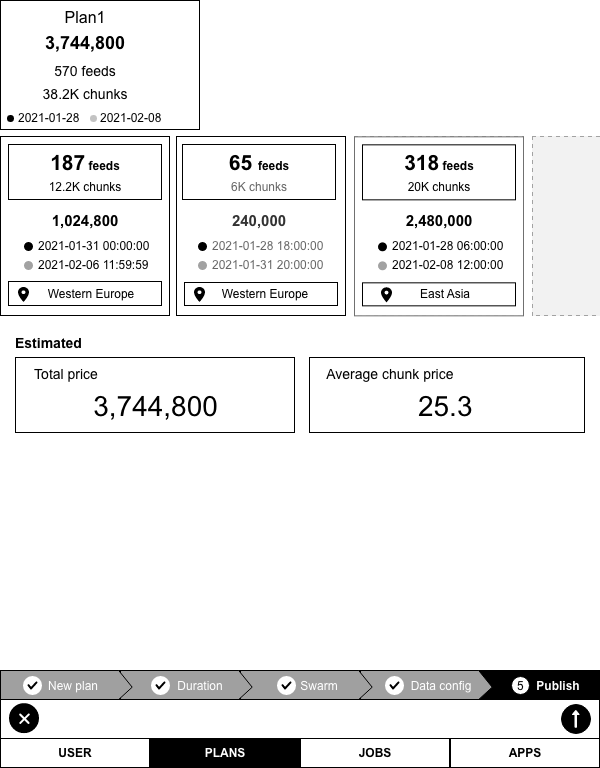 Plan1
3,744,800
570 feeds
38.2K chunks
2021-01-28 2021-02-08
187 feeds
12.2K chunks
1,024,800
2021-01-31 00:00:00
2021-02-06 11:59:59
Western Europe
65 feeds
6K chunks
240,000
2021-01-28 18:00:00
2021-01-31 20:00:00
Western Europe
318 feeds
20K chunks
2,480,000
2021-01-28 06:00:00
2021-02-08 12:00:00
East Asia
Estimated
Total price
3,744,800
Average chunk price
25.3
New plan Duration Swarm Data config 5 Publish
USER PLANS JOBS APPS